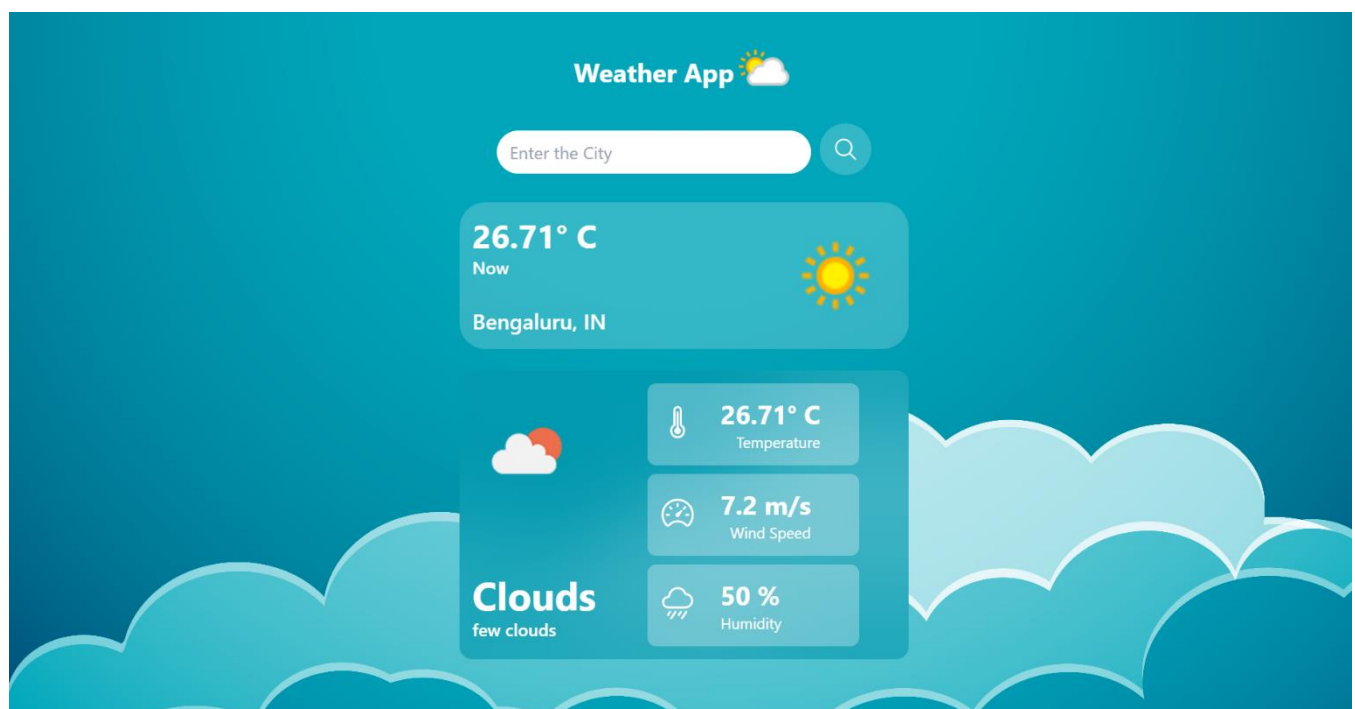 Weather App
Enter the City
26.71° C
Now
Bengaluru, IN
26.71° C
Temperature
7.2 m/s
Wind Speed
50 %
Humidity
Clouds
few clouds